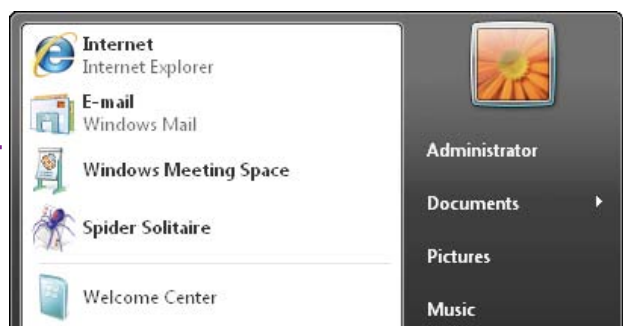 Internet
Internet Explorer
E-mail
Windows Mail
Windows Meeting Space
Spider Solitaire
Welcome Center
Administrator
Documents
Pictures
Music